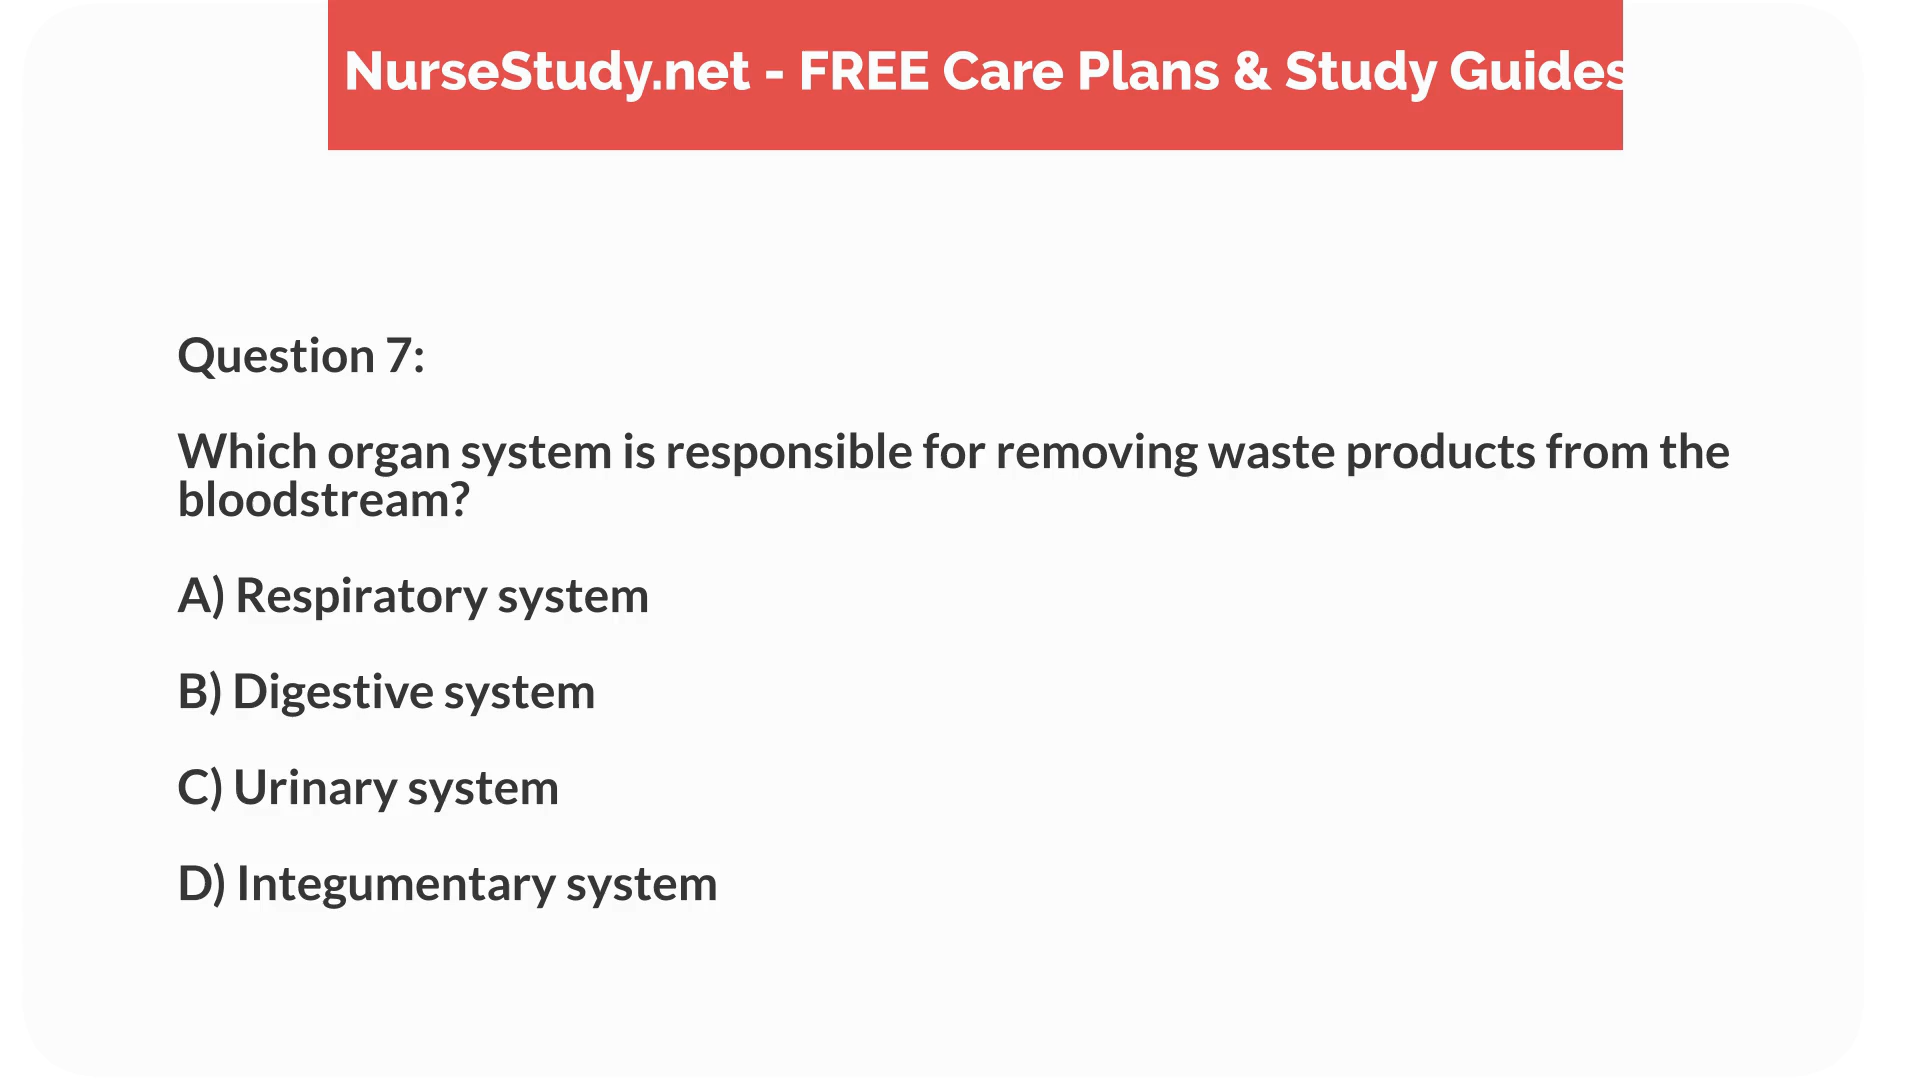 NurseStudy.net - FREE Care Plans & Study Guides
Question 7:
Which organ system is responsible for removing waste products from the
bloodstream?
A) Respiratory system
B) Digestive system
C) Urinary system
D) Integumentary system